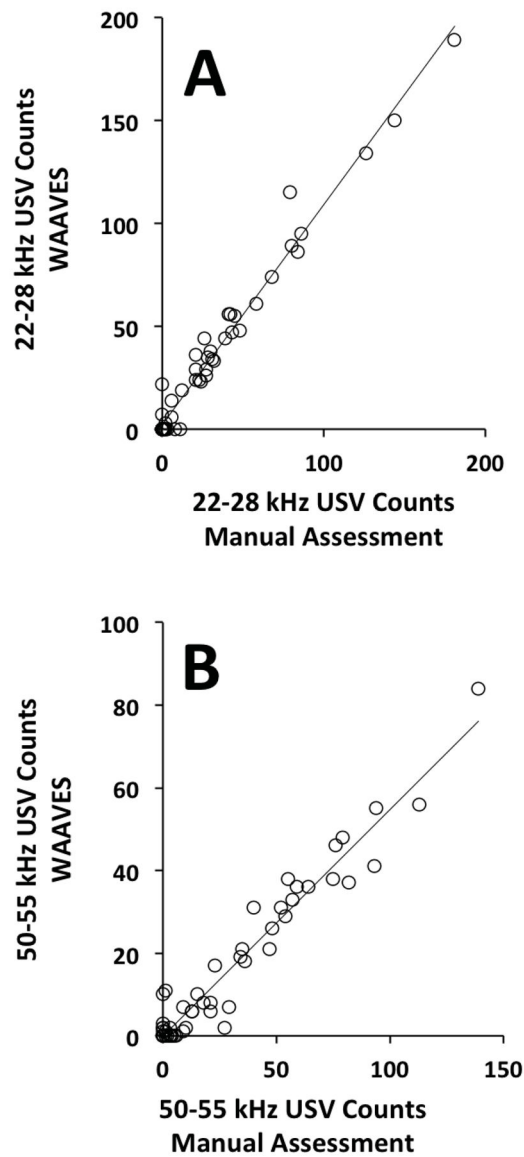 A
200
150
100
50
0
22-28 kHz USV Counts
WAAVES
0 100 200
22-28 kHz USV Counts
Manual Assessment
B
100
80
60
40
20
0
50-55 kHz USV Counts
WAAVES
0 50 100 150
50-55 kHz USV Counts
Manual Assessment